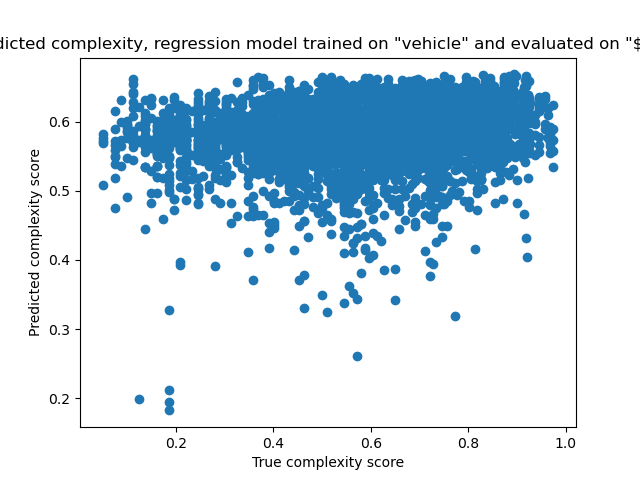 dicted complexity, regression model trained on "vehicle" and evaluated on "$
Predicted complexity score
0.6
0.5
0.4
0.3
0.2
0.2 0.4 0.6 0.8 1.0
True complexity score